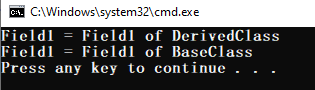 C:\Windows\system32\cmd.exe
Field1 = Field1 of DerivedClass
Field1 = Field1 of BaseClass
Press any key to continue . . .